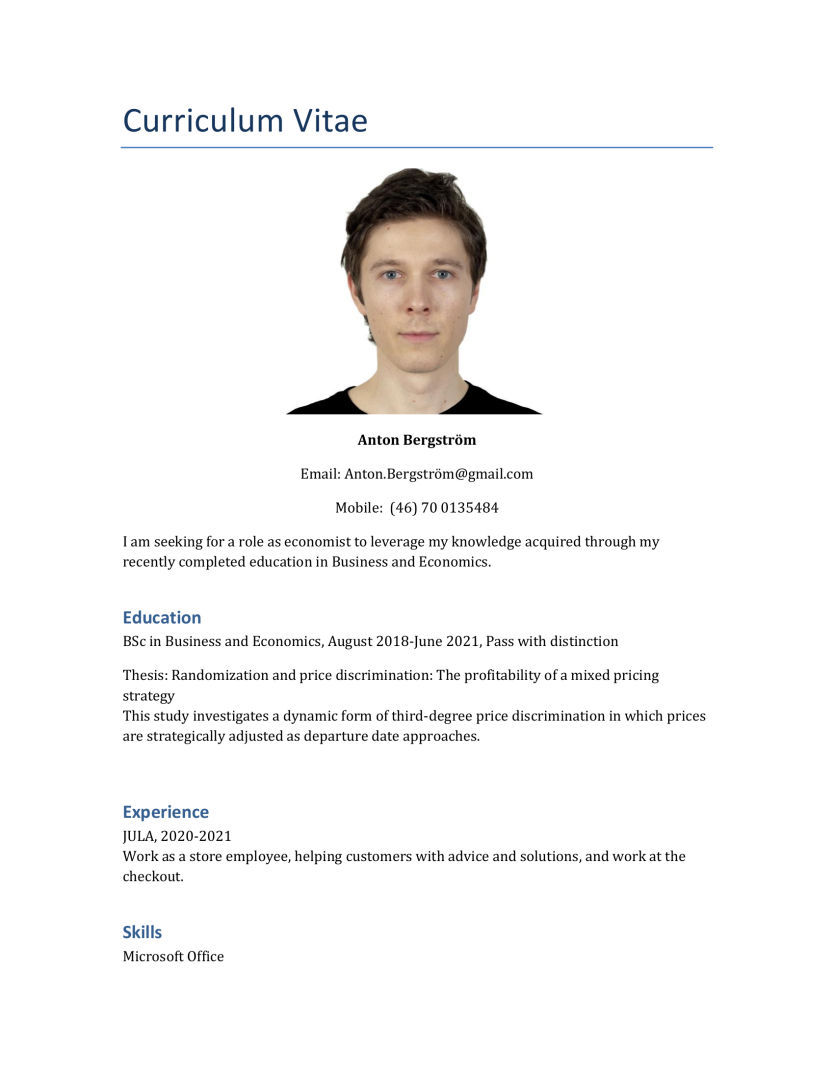 Curriculum Vitae
Anton Bergström
Email: Anton.Bergström@gmail.com
Mobile:  (46) 70 0135484
I am seeking for a role as economist to leverage my knowledge acquired through my
recently completed education in Business and Economics.
Education
BSc in Business and Economics, August 2018-June 2021, Pass with distinction
Thesis: Randomization and price discrimination: The profitability of a mixed pricing
strategy
This study investigates a dynamic form of third-degree price discrimination in which prices
are strategically adjusted as departure date approaches.
Experience
JULA, 2020-2021
Work as a store employee, helping customers with advice and solutions, and work at the
checkout.
Skills
Microsoft Office